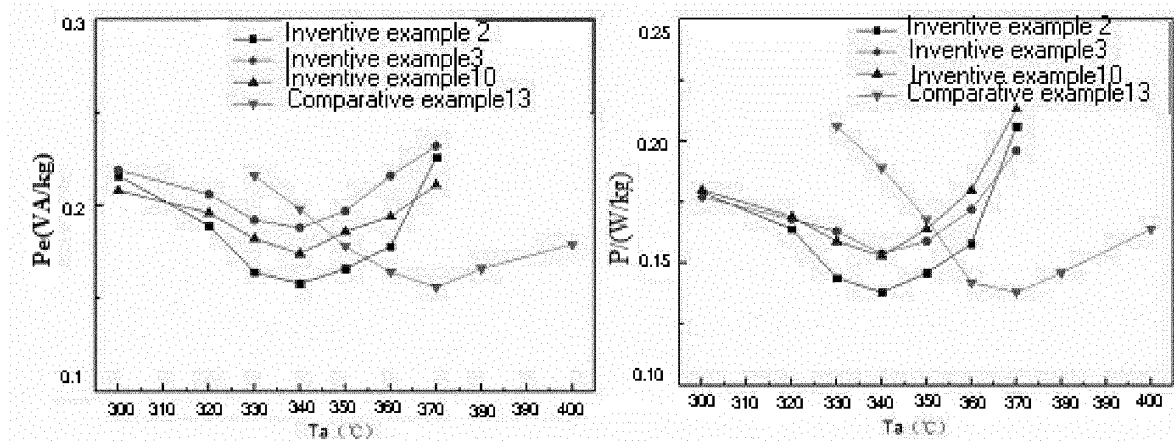 0.3
0.2
0.1
Pe(VA/kg)
Inventive example 2
Inventive example3
Inventive example10
Comparative example13
300 310 320 330 340 350 360 370 380 390 400
Ta (℃)
0.25
0.20
0.15
0.10
P/(W/kg)
Inventive example 2
Inventive example3
Inventive example10
Comparative example13
300 310 320 330 340 350 360 370 380 390 400
Ta (℃)